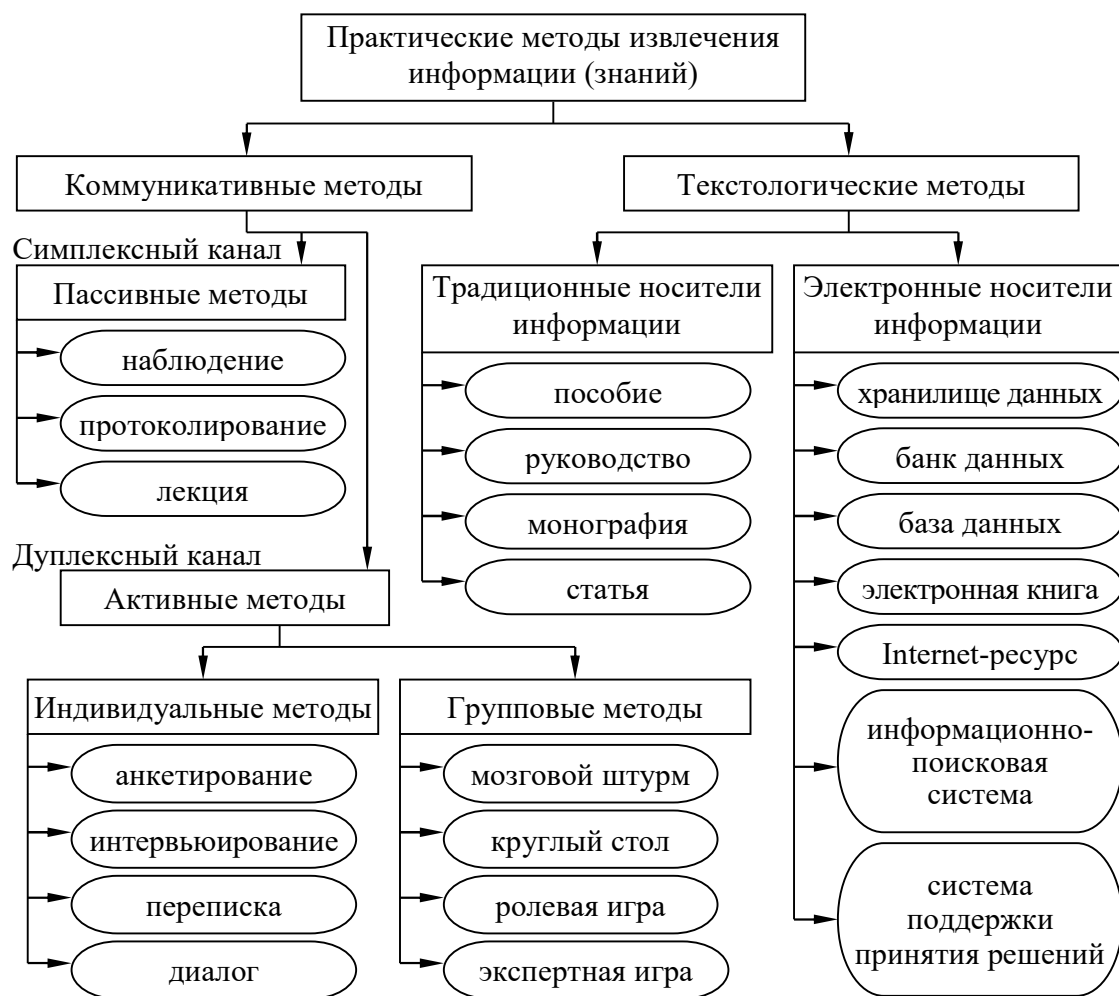 Практические методы извлечения
информации (знаний)
Коммуникативные методы
Текстологические методы
Симплексный канал
Пассивные методы
наблюдение
протоколирование
лекция
Дуплексный канал
Активные методы
Индивидуальные методы
анкетирование
интервьюирование
переписка
диалог
Групповые методы
мозговой штурм
круглый стол
ролевая игра
экспертная игра
Традиционные носители
информации
пособие
руководство
монография
статья
Электронные носители
информации
хранилище данных
банк данных
база данных
электронная книга
Internet-ресурс
информационно-
поисковая
система
система
поддержки
принятия решений